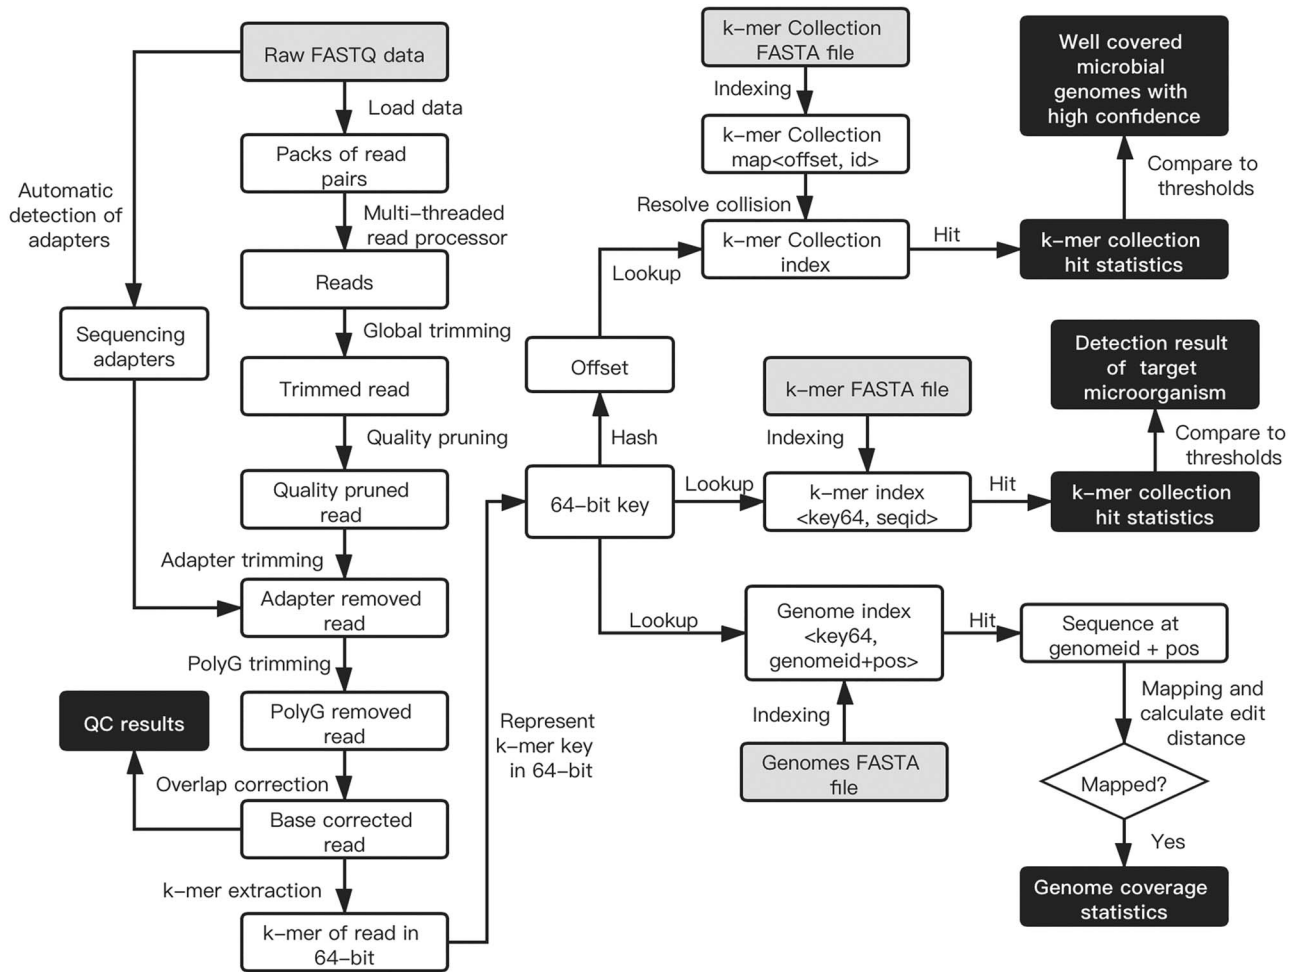 Raw FASTQ data
Load data
Packs of read
pairs
Automatic
detection of
adapters
Multi-threaded
read processor
Reads
Global trimming
Sequencing
adapters
Trimmed read
Quality pruning
Quality pruned
read
Adapter trimming
Adapter removed
read
PolyG trimming
QC results
PolyG removed
read
Overlap correction
Base corrected
read
k-mer extraction
k-mer of read in
64-bit
Represent
k-mer key
in 64-bit
k-mer Collection
FASTA file
Indexing
k-mer Collection
map<offset, id>
Resolve collision
k-mer Collection
index
Lookup
Hit
Well covered
microbial
genomes with
high confidence
Compare to
thresholds
k-mer collection
hit statistics
Offset
Hash
64-bit key
k-mer FASTA file
Indexing
Lookup
k-mer index
<key64, seqid>
Hit
Detection result
of target
microorganism
Compare to
thresholds
k-mer collection
hit statistics
Lookup
Genome index
<key64,
genomeid+pos>
Hit
Indexing
Genomes FASTA
file
Sequence at
genomeid + pos
Mapping and
calculate edit
distance
Mapped?
Yes
Genome coverage
statistics